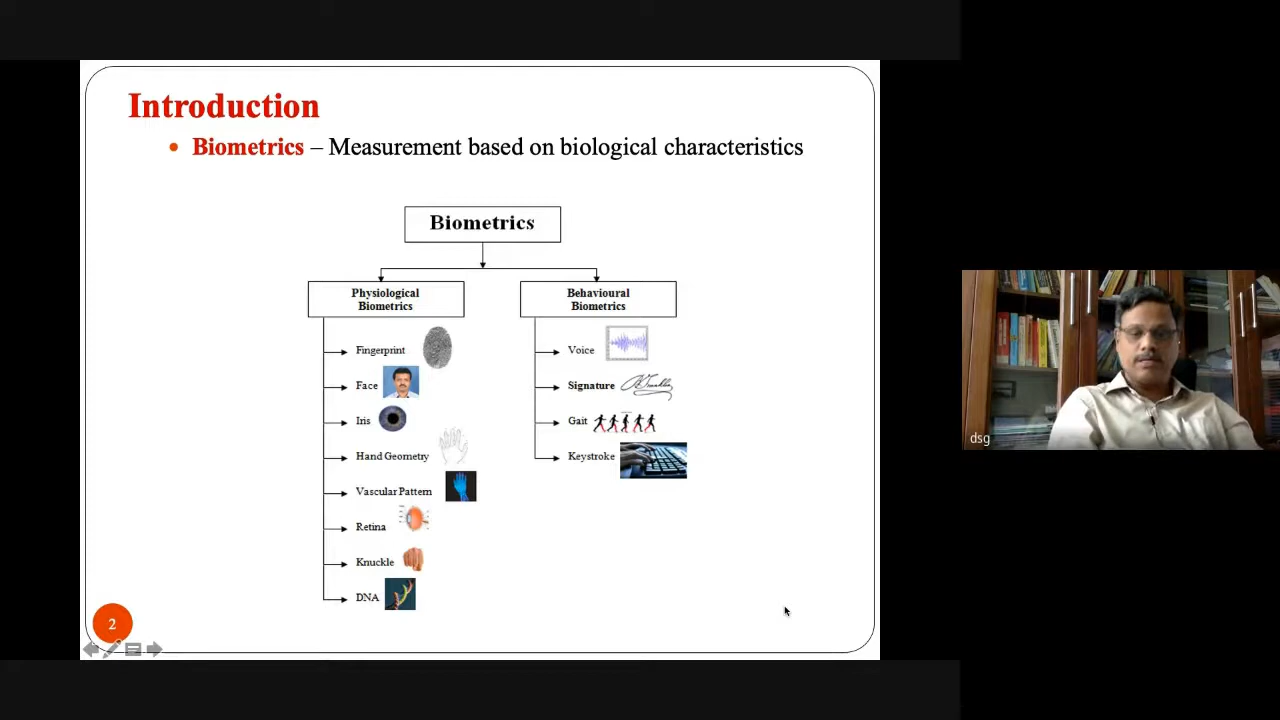 Introduction
• Biometrics – Measurement based on biological characteristics
Biometrics
Physiological
Biometrics
Fingerprint
Face
Iris
Hand Geometry
Vascular Pattern
Retina
Knuckle
DNA
Behavioural
Biometrics
Voice
Signature
Gait
Keystroke
2
dsg